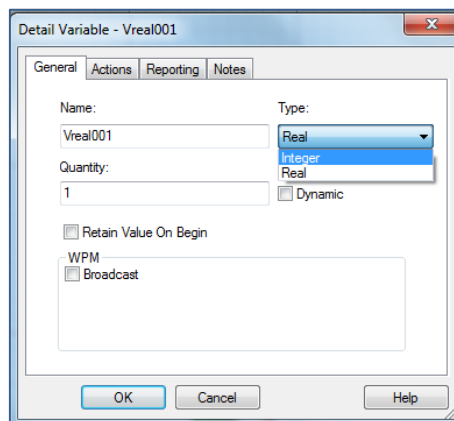 Detail Variable - Vreal001
General Actions Reporting Notes
Name: Type:
Vreal001 Real
Integer
Quantity: Real
1 Dynamic
Retain Value On Begin
WPM
Broadcast
OK Cancel Help